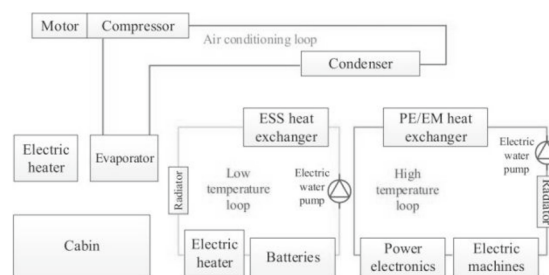 Motor
Compressor
Air conditioning loop
Condenser
Electric
heater
Evaporator
Cabin
ESS heat
exchanger
Radiator
Low
temperature
loop
Electric
water
pump
Electric
heater
Batteries
PE/EM heat
exchanger
High
temperature
loop
Electric
water
pump
Radiator
Power
electronics
Electric
machines